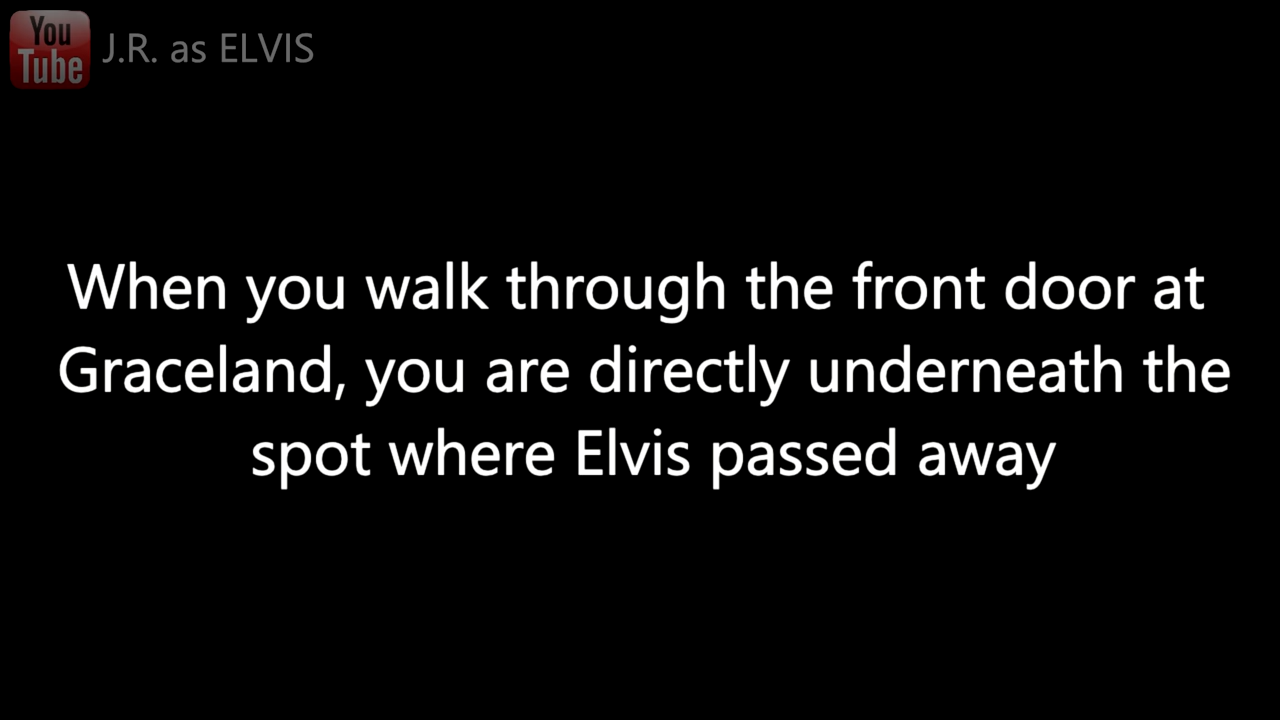 You
Tube
J.R. as ELVIS
When you walk through the front door at
Graceland, you are directly underneath the
spot where Elvis passed away